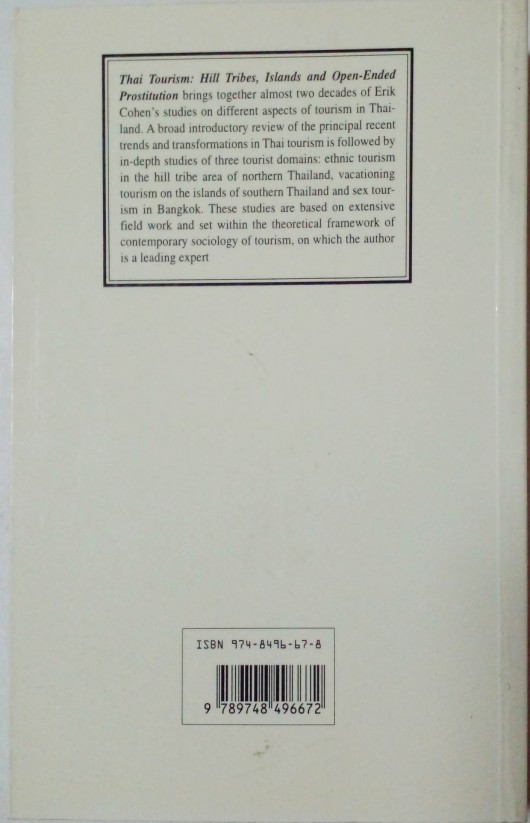 Thai Tourism: Hill Tribes, Islands and Open-Ended
Prostitution brings together almost two decades of Erik
Cohen's studies on different aspects of tourism in Thai-
land. A broad introductory review of the principal recent
trends and transformations in Thai tourism is followed by
in-depth studies of three tourist domains: ethnic tourism
in the hill tribe area of northern Thailand, vacationing
tourism on the islands of southern Thailand and sex tour-
ism in Bangkok. These studies are based on extensive
field work and set within the theoretical framework of
contemporary sociology of tourism, on which the author
is a leading expert
ISBN 974-8496-67-8
9 789748 496672